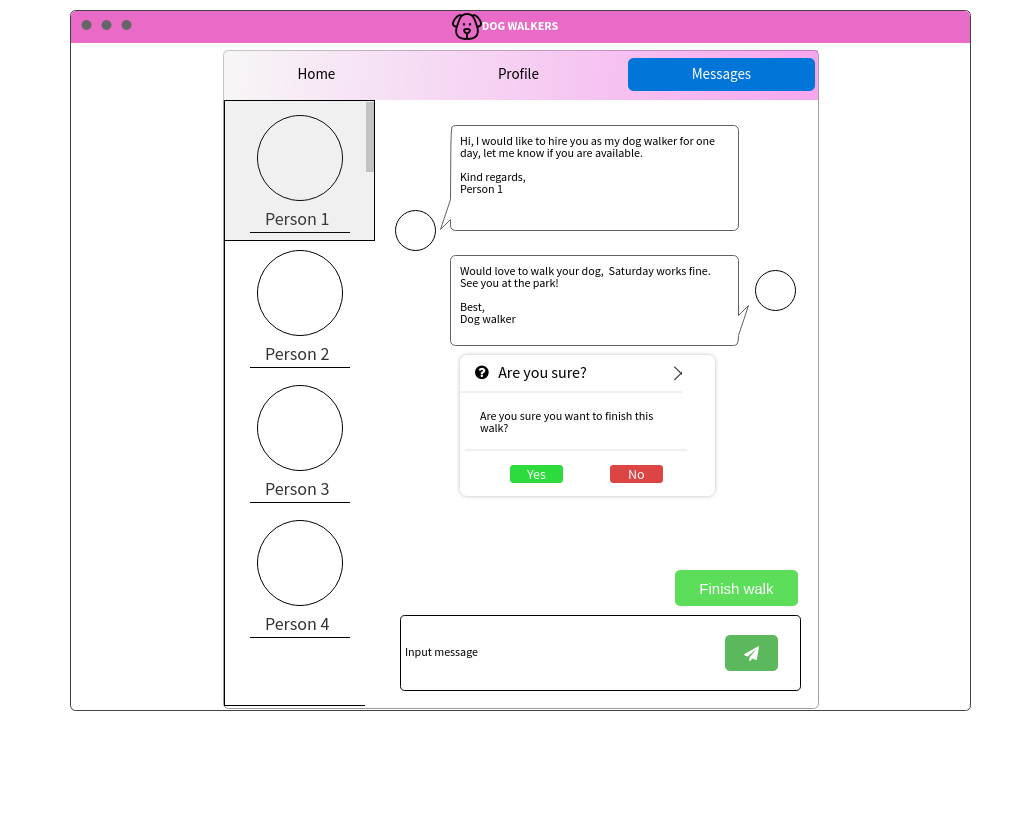 DOG WALKERS
Home
Profile
Messages
Person 1
Person 2
Person 3
Person 4
Hi, I would like to hire you as my dog walker for one
day, let me know if you are available.
Kind regards,
Person 1
Would love to walk your dog,  Saturday works fine.
See you at the park!
Best,
Dog walker
Are you sure?
Are you sure you want to finish this
walk?
Yes
No
Finish walk
Input message